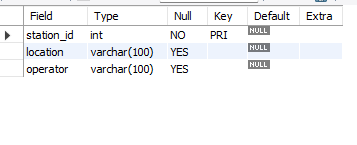 Field Type Null Key Default Extra
station_id int NO PRI NULL
location varchar(100) YES NULL
operator varchar(100) YES NULL